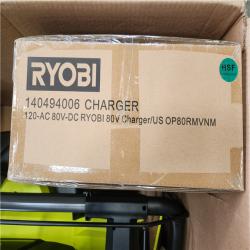 RYOBI
HSF
140494006 CHARGER
120-AC 80V-DC RYOBI 80V Charger/US OP80RMVNM